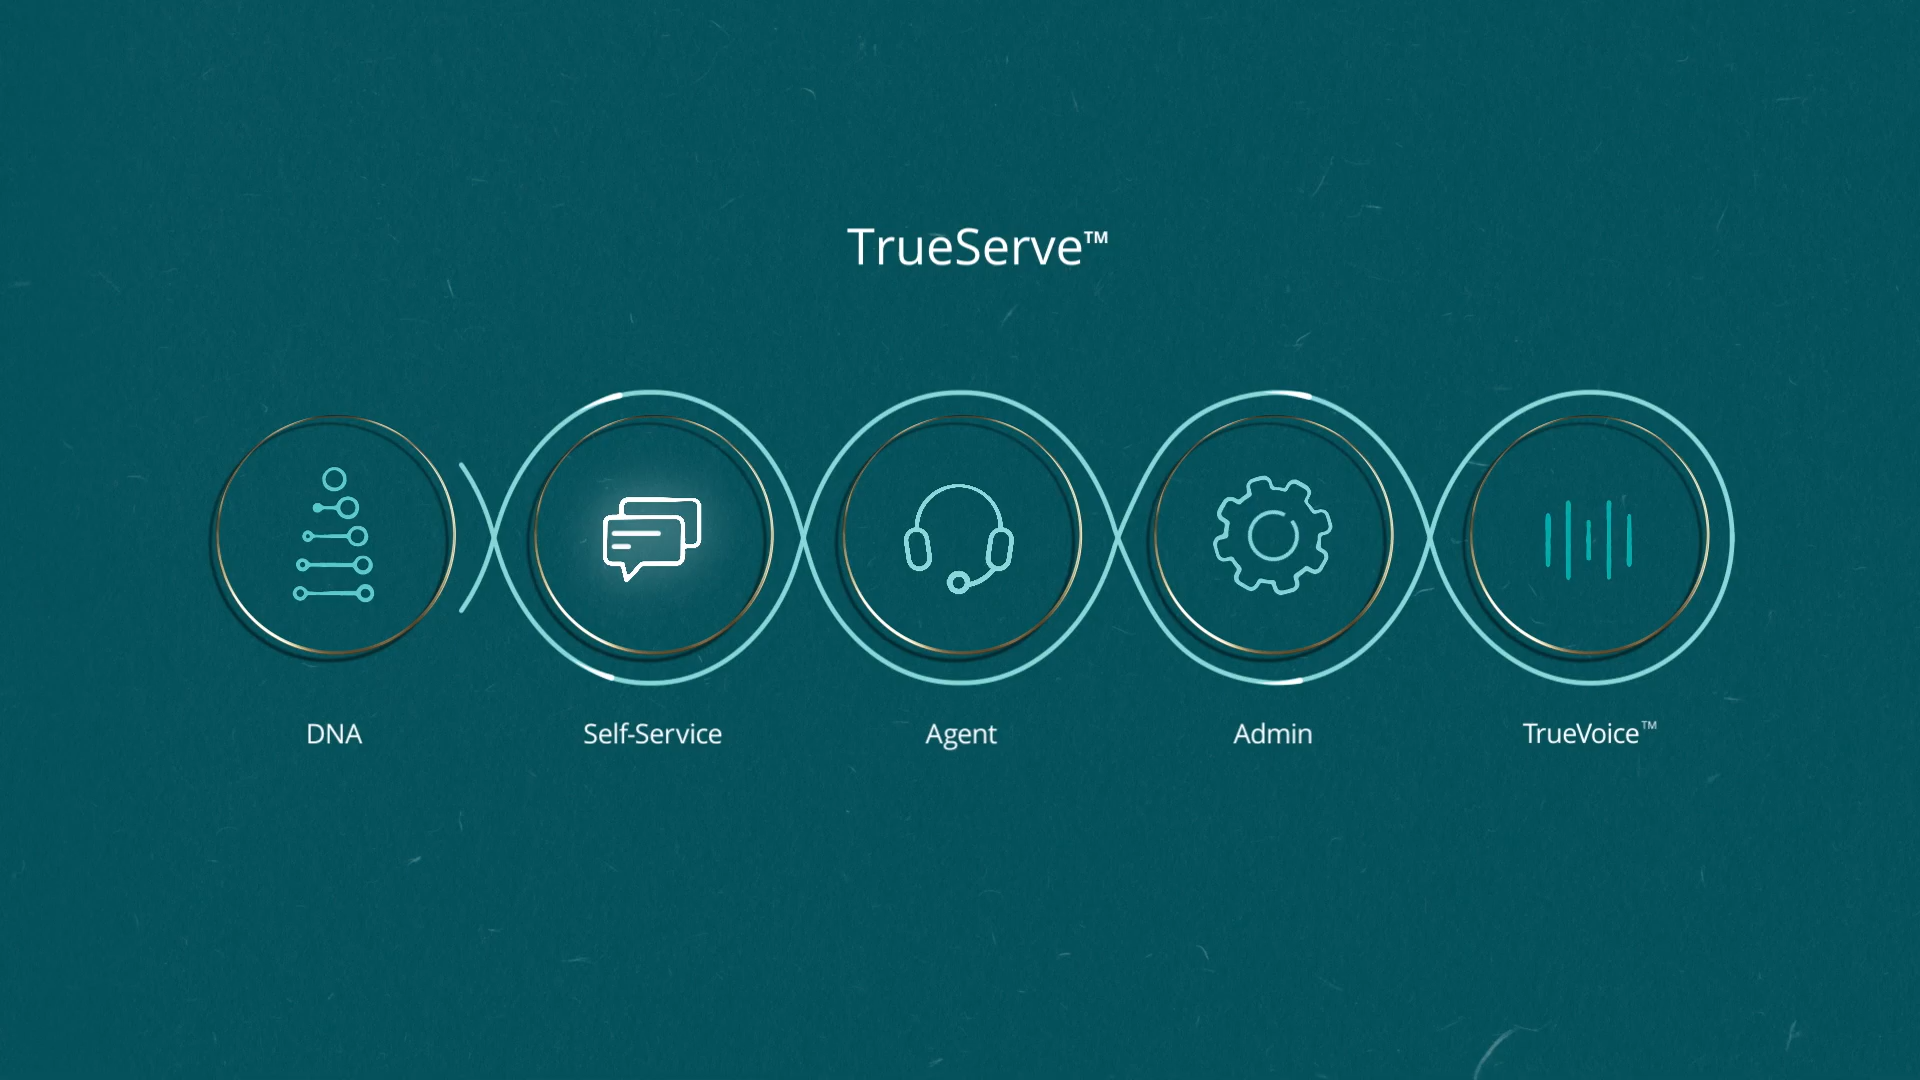 TrueServe™
DNA
Self-Service
Agent
Admin
TrueVoice™